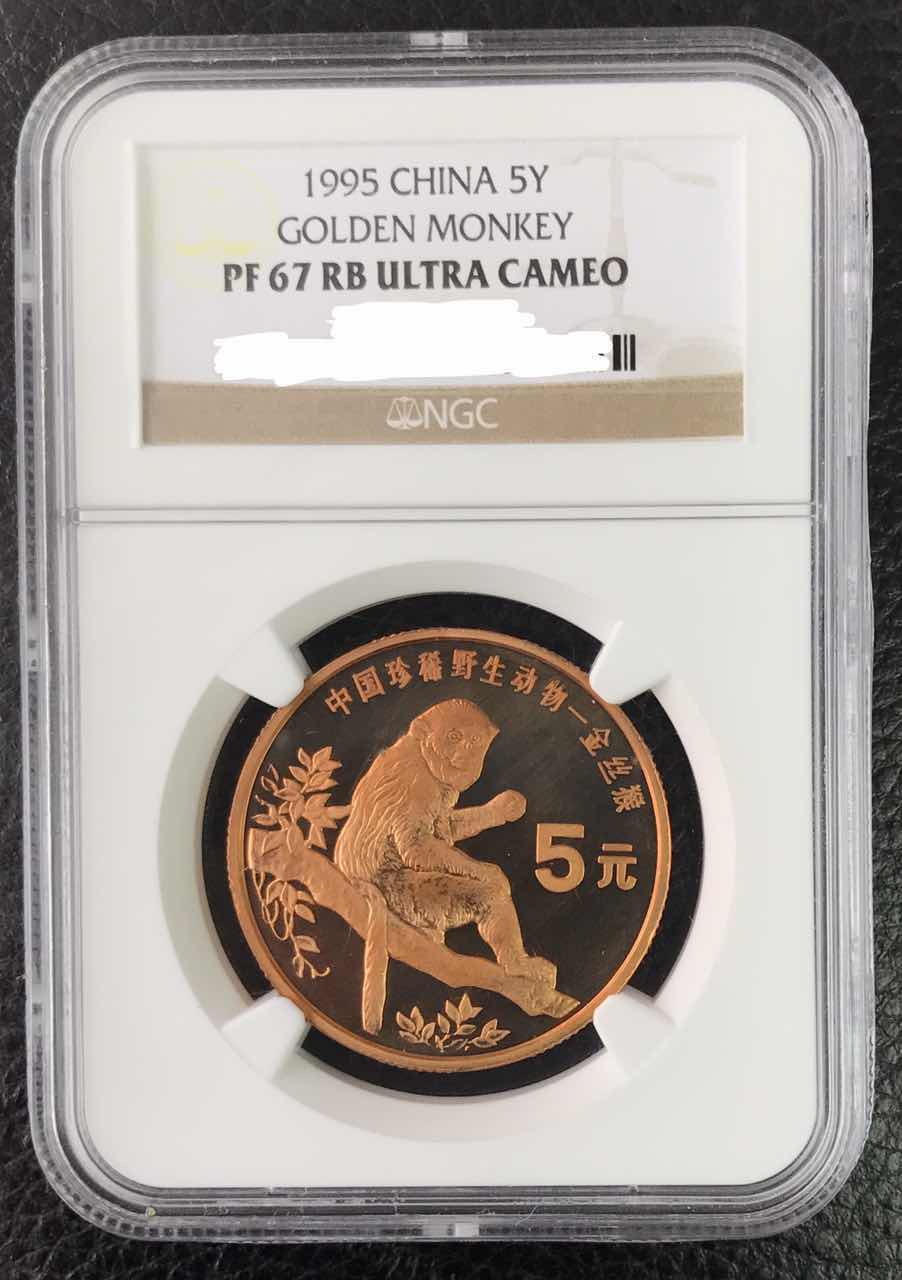 1995 CHINA 5Y
GOLDEN MONKEY
PF 67 RB ULTRA CAMEO
NGC
中国珍稀野生动物—金丝猴
5元